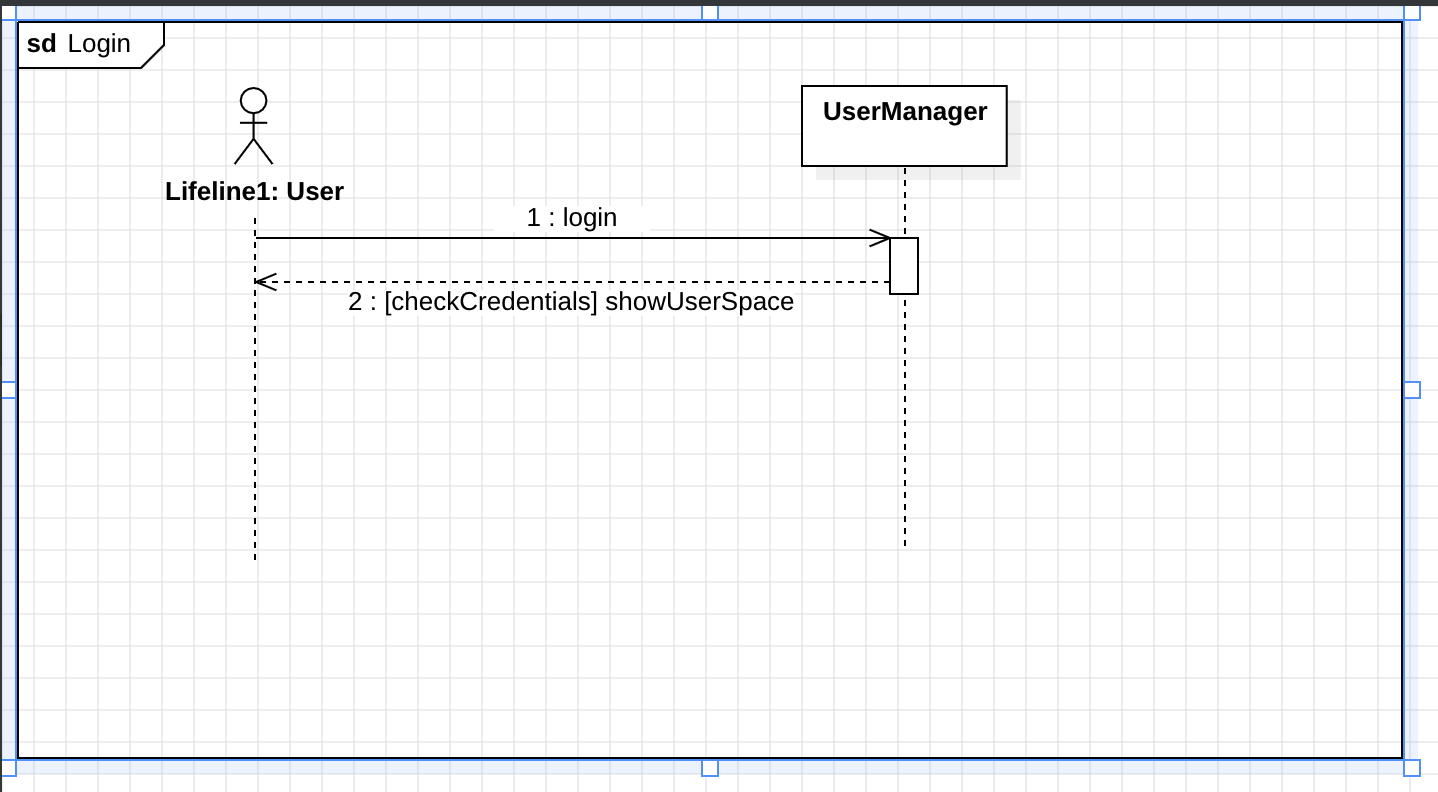 sd Login
UserManager
Lifeline1: User
1 : login
2 : [checkCredentials] showUserSpace